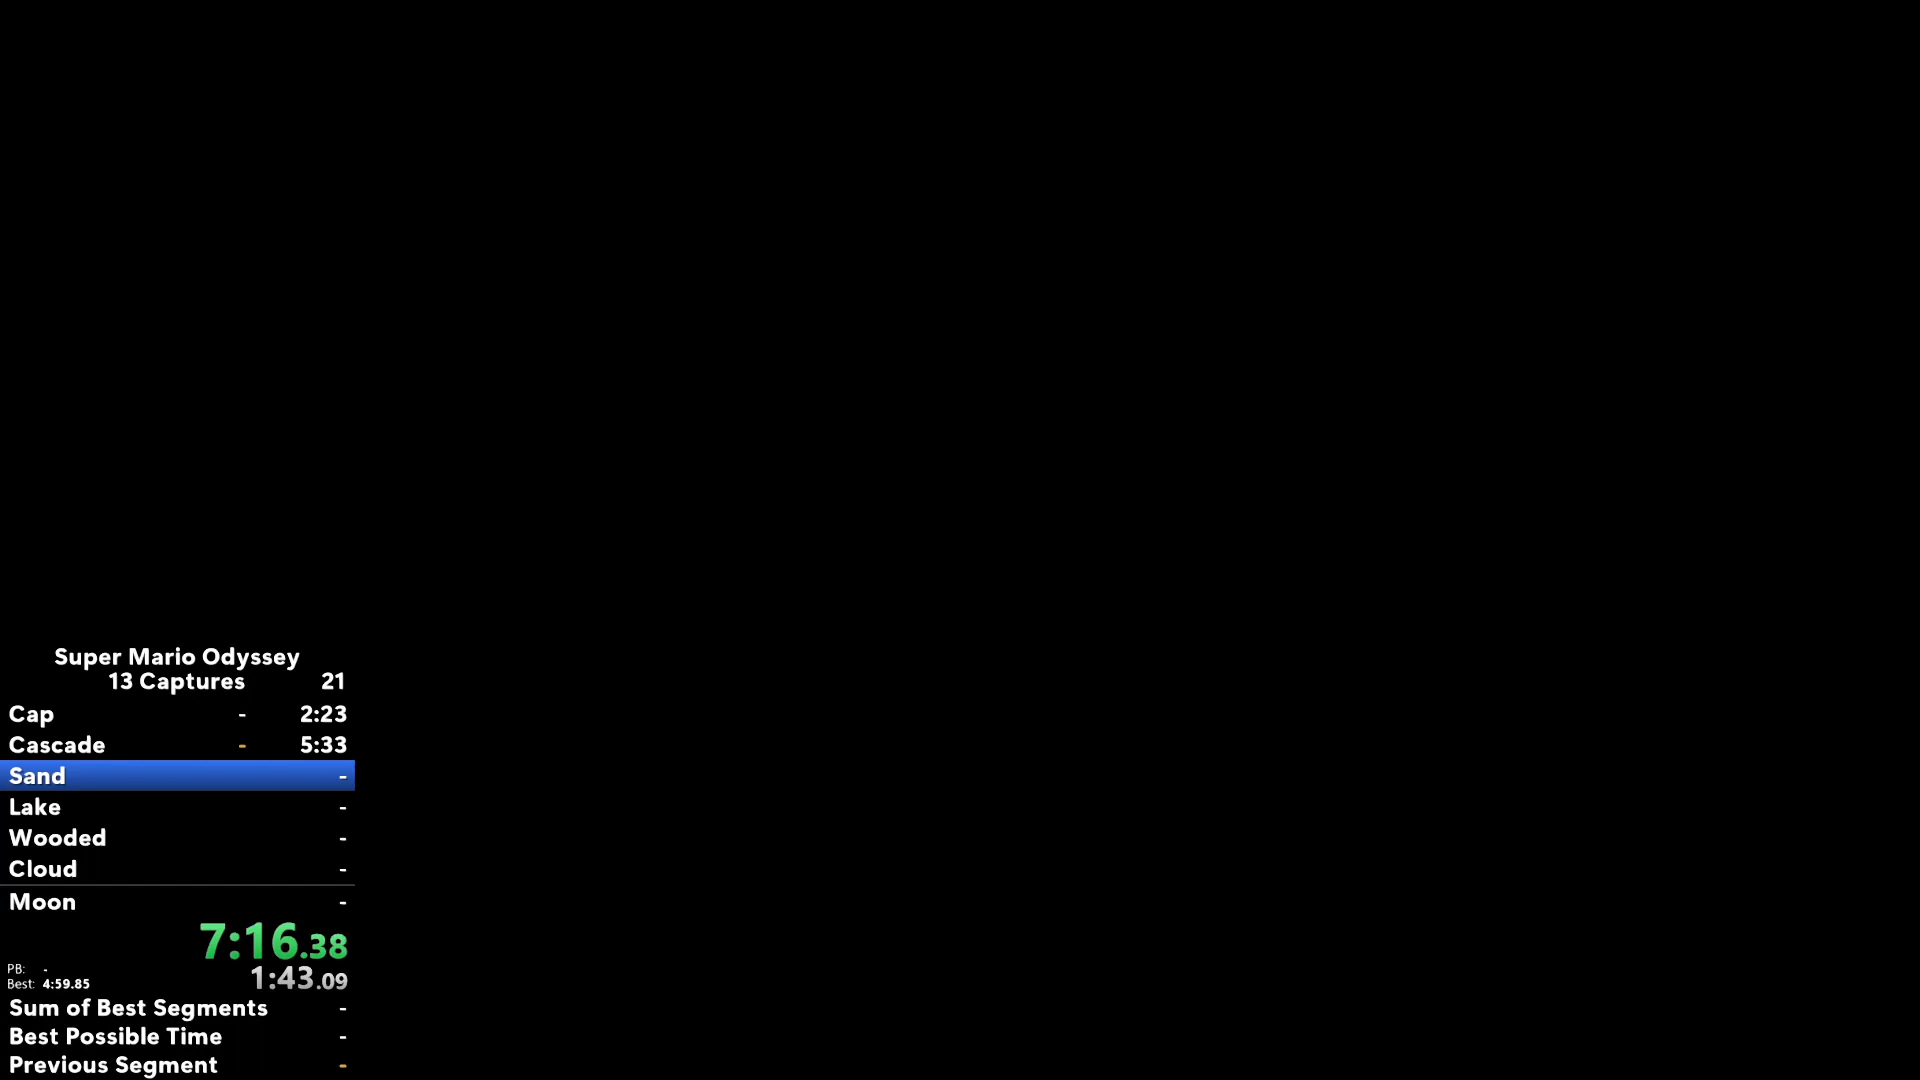 Super Mario Odyssey
13 Captures 21
Cap - 2:23
Cascade - 5:33
Sand -
Lake -
Wooded -
Cloud -
Moon -
7:16.38
PB: -
1:43.09
Best: 4:59.85
Sum of Best Segments -
Best Possible Time -
Previous Segment -